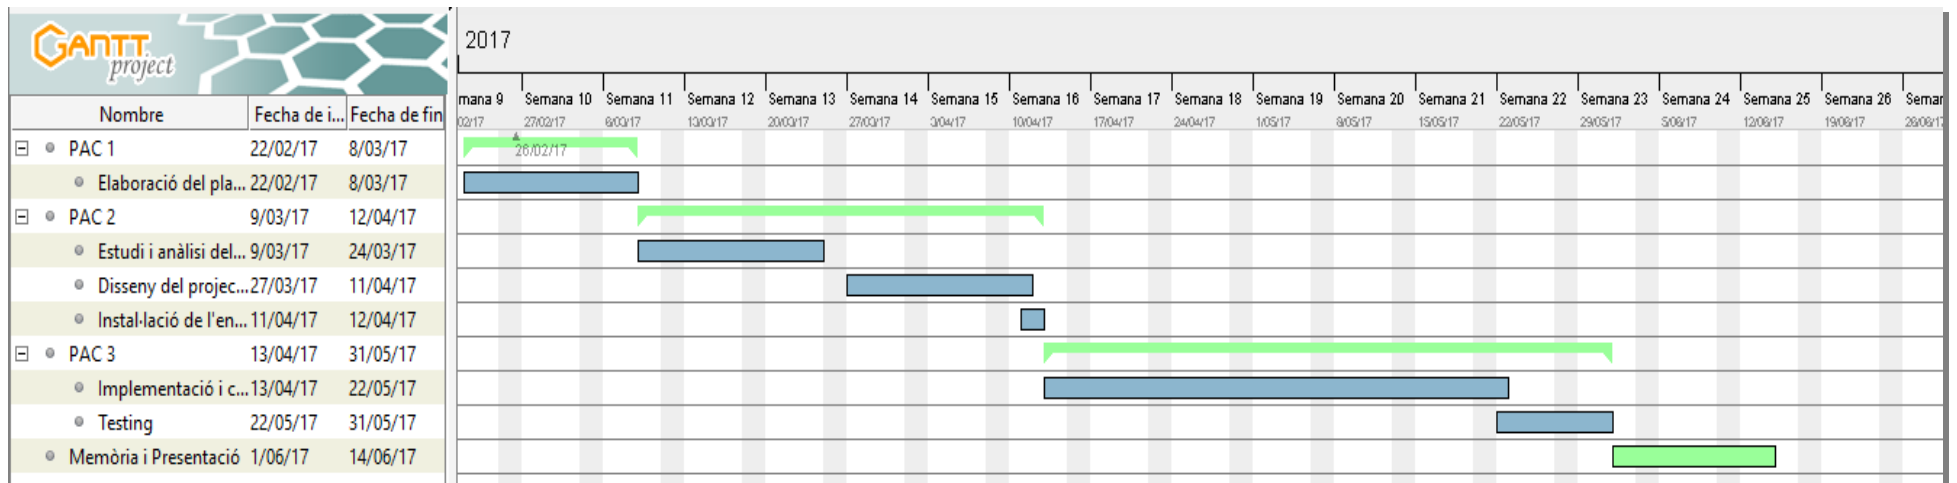 GANTT
project
2017
Nombre Fecha de i... Fecha de fin
mana 9 Semana 10 Semana 11 Semana 12 Semana 13 Semana 14 Semana 15 Semana 16 Semana 17 Semana 18 Semana 19 Semana 20 Semana 21 Semana 22 Semana 23 Semana 24 Semana 25 Semana 26 Semar
02/17 27/02/17 6/03/17 13/03/17 20/03/17 27/03/17 3/04/17 10/04/17 17/04/17 24/04/17 1/05/17 8/05/17 15/05/17 22/05/17 29/05/17 5/06/17 12/06/17 19/06/17 26/06/17
PAC 1 22/02/17 8/03/17 26/02/17
Elaboració del pla... 22/02/17 8/03/17
PAC 2 9/03/17 12/04/17
Estudi i anàlisi del... 9/03/17 24/03/17
Disseny del projec... 27/03/17 11/04/17
Instal·lació de l'en... 11/04/17 12/04/17
PAC 3 13/04/17 31/05/17
Implementació i c... 13/04/17 22/05/17
Testing 22/05/17 31/05/17
Memòria i Presentació 1/06/17 14/06/17